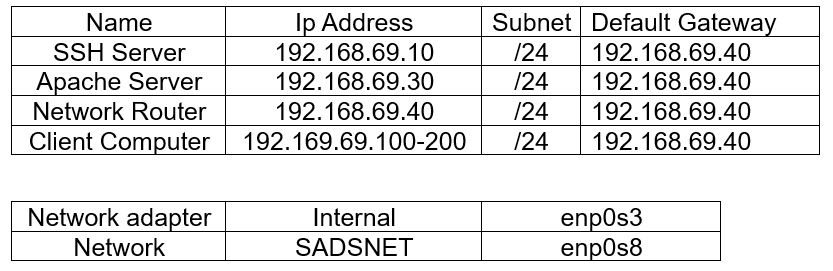 Name Ip Address Subnet Default Gateway
SSH Server 192.168.69.10 /24 192.168.69.40
Apache Server 192.168.69.30 /24 192.168.69.40
Network Router 192.168.69.40 /24 192.168.69.40
Client Computer 192.169.69.100-200 /24 192.168.69.40
Network adapter Internal enp0s3
Network SADSNET enp0s8